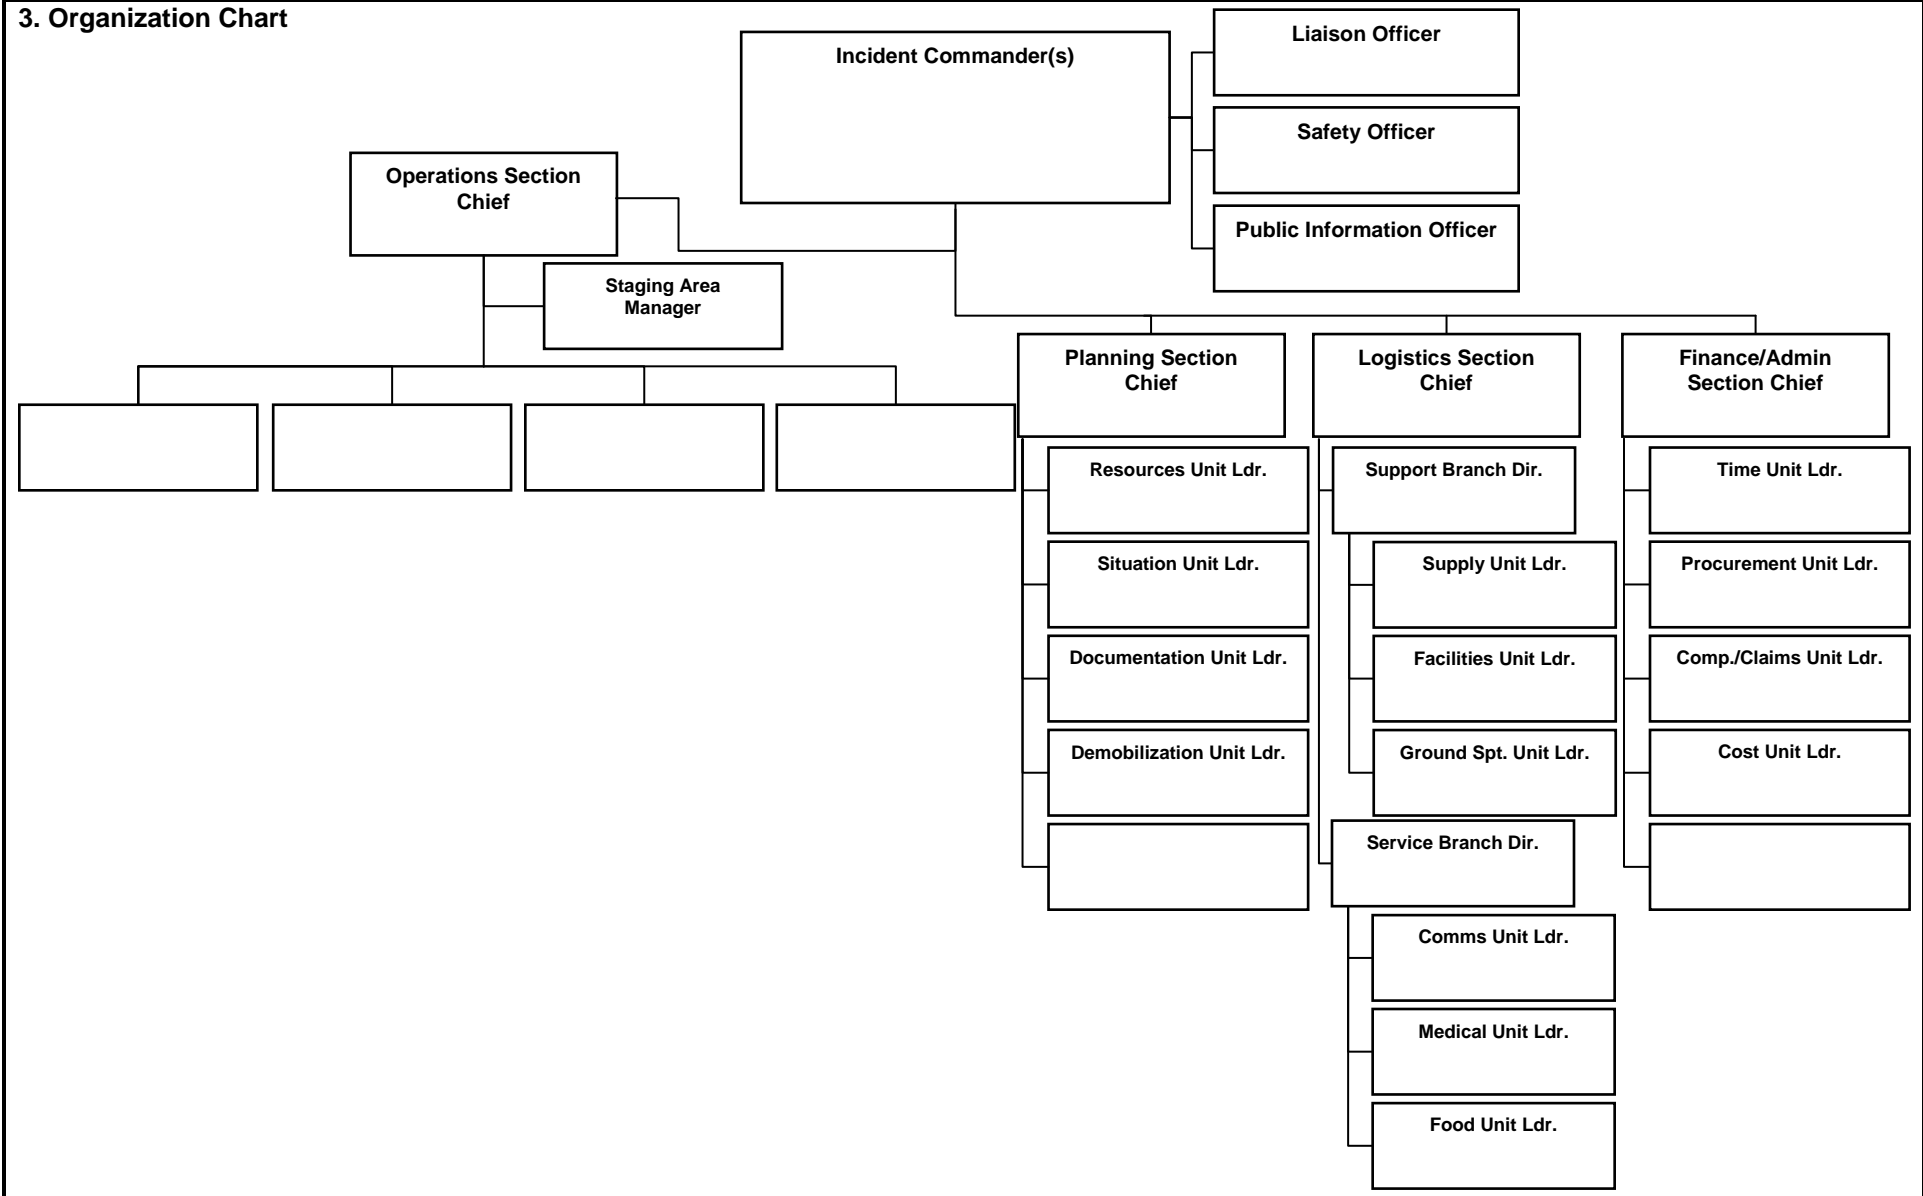 3. Organization Chart
Incident Commander(s)
Liaison Officer
Safety Officer
Public Information Officer
Operations Section
Chief
Staging Area
Manager
Planning Section
Chief
Resources Unit Ldr.
Situation Unit Ldr.
Documentation Unit Ldr.
Demobilization Unit Ldr.
Logistics Section
Chief
Support Branch Dir.
Supply Unit Ldr.
Facilities Unit Ldr.
Ground Spt. Unit Ldr.
Service Branch Dir.
Comms Unit Ldr.
Medical Unit Ldr.
Food Unit Ldr.
Finance/Admin
Section Chief
Time Unit Ldr.
Procurement Unit Ldr.
Comp./Claims Unit Ldr.
Cost Unit Ldr.